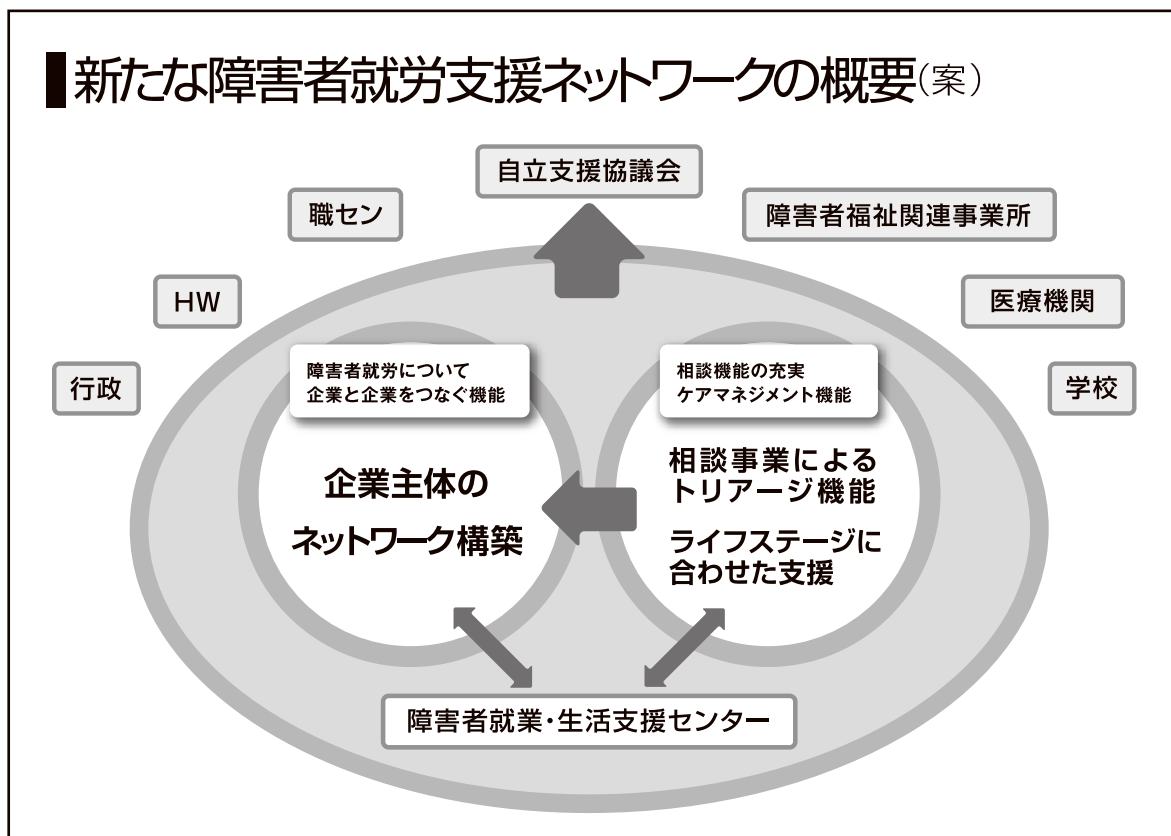 新たな障害者就労支援ネットワークの概要(案)
自立支援協議会
職セン
障害者福祉関連事業所
HW
医療機関
行政
学校
障害者就労について
企業と企業をつなぐ機能
企業主体の
ネットワーク構築
相談機能の充実
ケアマネジメント機能
相談事業による
トリアージ機能
ライフステージに
合わせた支援
障害者就業・生活支援センター